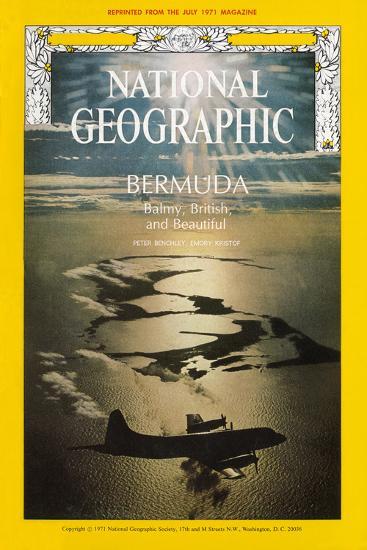 REPRINTED FROM THE JULY 1971 MAGAZINE
NATIONAL
GEOGRAPHIC
BERMUDA
Balmy, British,
and Beautiful
PETER BENCHLEY, EMORY KRISTOF
Copyright © 1971 National Geographic Society, 17th and M Streets N.W., Washington, D. C. 20036